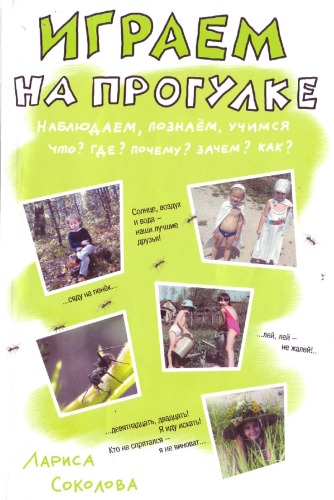 ИГРАЕМ
НА ПРОГУЛКЕ
НАБЛЮДАЕМ, ПОЗНАЁМ, УЧИМСЯ
ЧТО? ГДЕ? ПОЧЕМУ? ЗАЧЕМ? КАК?
Солнце, воздух
и вода –
наши лучшие
друзья!
...сяду на пенёк...
...лей, лей –
не жалей!..
...девятнадцать, двадцать!
Я иду искать!
Кто не спрятался –
я не виноват...
ЛАРИСА
СОКОЛОВА